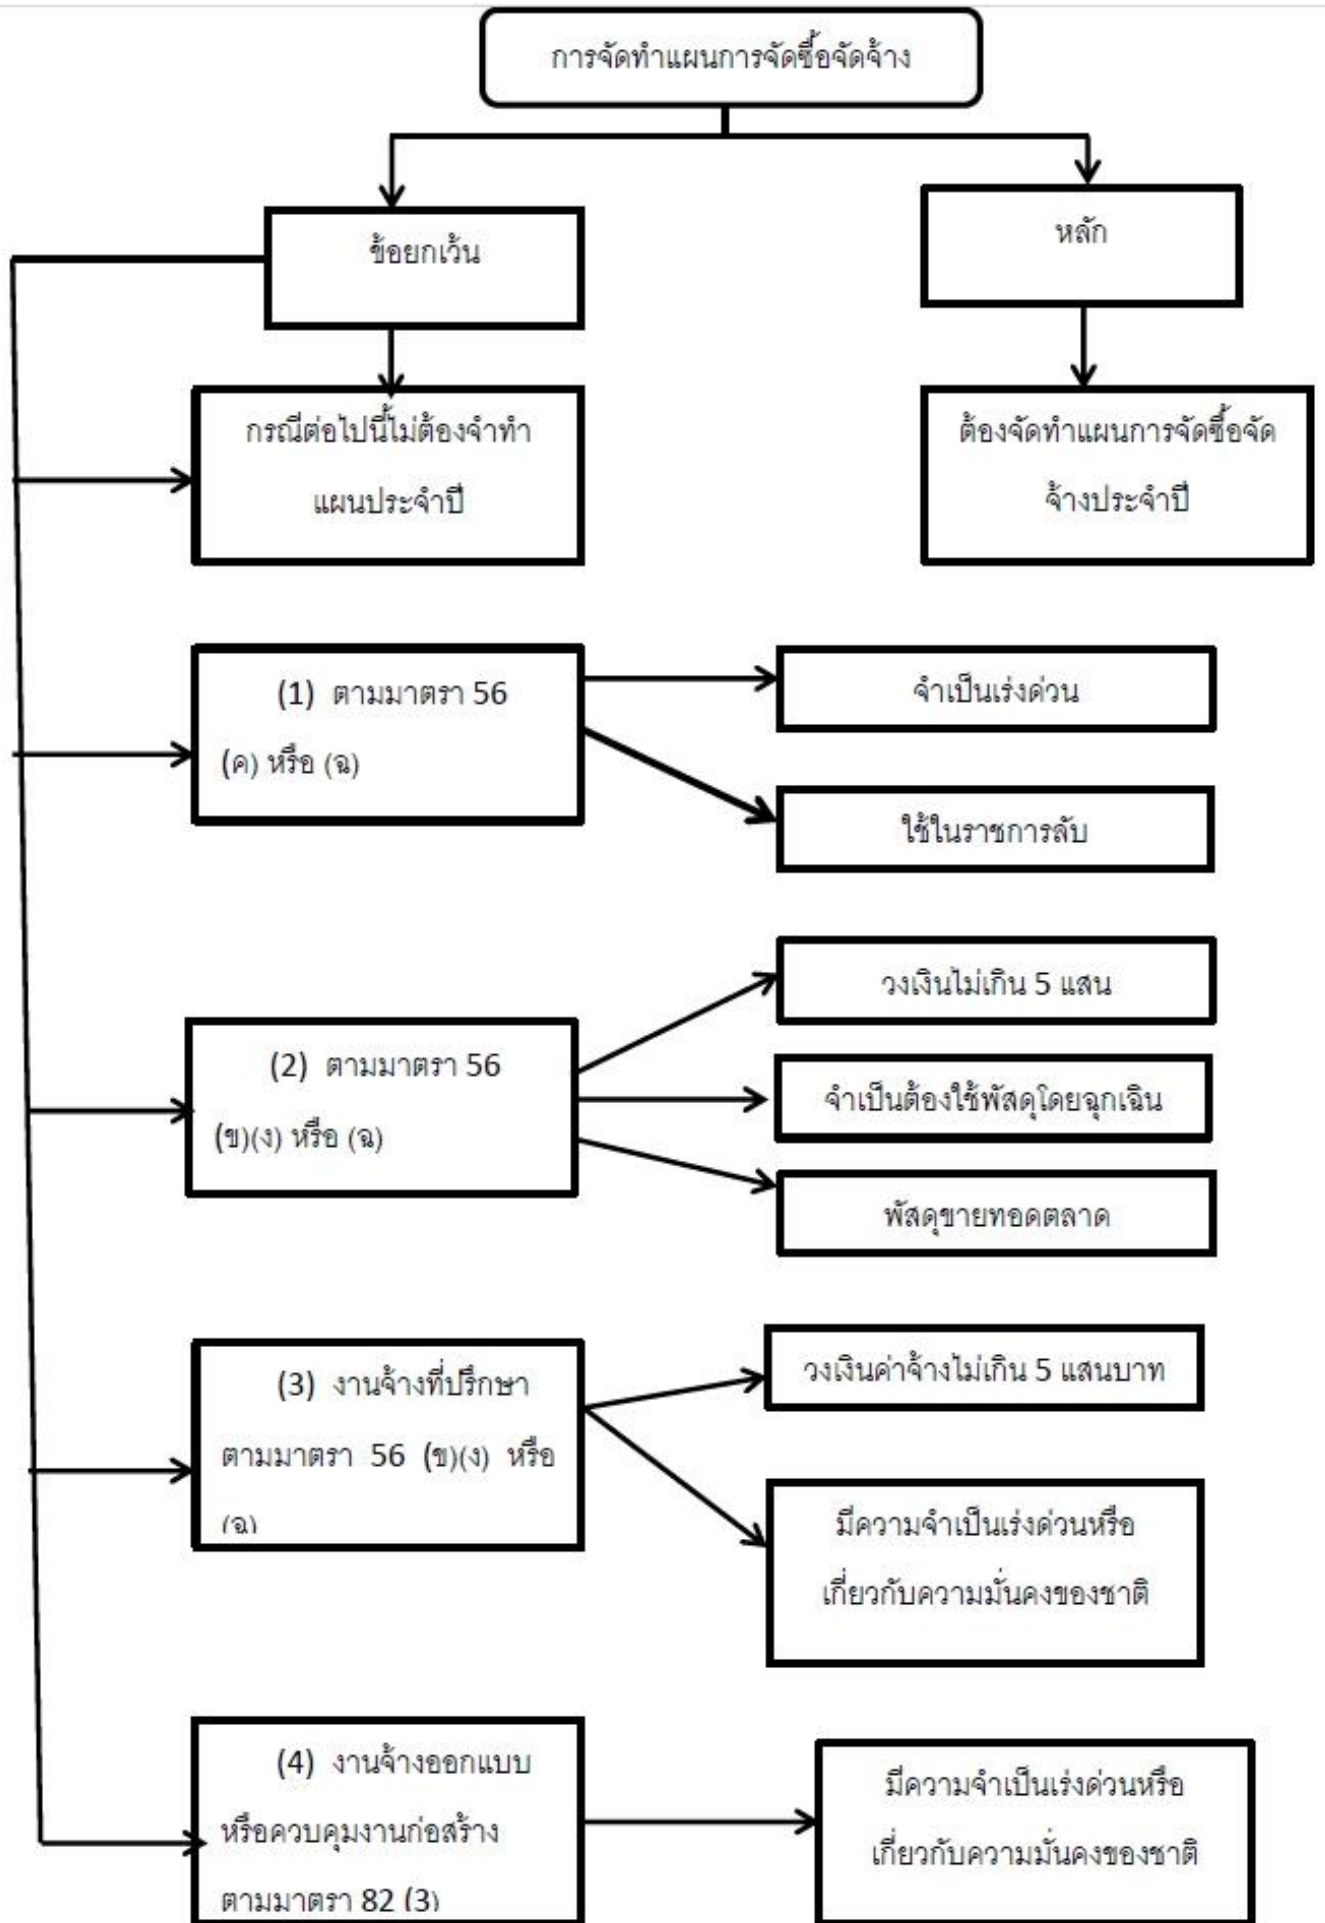 การจัดทำแผนการจัดซื้อจัดจ้าง
ข้อยกเว้น
หลัก
กรณีต่อไปนี้ไม่ต้องจำทำ
แผนประจำปี
ต้องจัดทำแผนการจัดซื้อจัด
จ้างประจำปี
(1) ตามมาตรา 56
(ค) หรือ (ฉ)
จำเป็นเร่งด่วน
ใช้ในราชการลับ
(2) ตามมาตรา 56
(ข)(ง) หรือ (ฉ)
วงเงินไม่เกิน 5 แสน
จำเป็นต้องใช้พัสดุโดยฉุกเฉิน
พัสดุขายทอดตลาด
(3) งานจ้างที่ปรึกษา
ตามมาตรา 56 (ข)(ง) หรือ
(ฉ)
วงเงินค่าจ้างไม่เกิน 5 แสนบาท
มีความจำเป็นเร่งด่วนหรือ
เกี่ยวกับความมั่นคงของชาติ
(4) งานจ้างออกแบบ
หรือควบคุมงานก่อสร้าง
ตามมาตรา 82 (3)
มีความจำเป็นเร่งด่วนหรือ
เกี่ยวกับความมั่นคงของชาติ